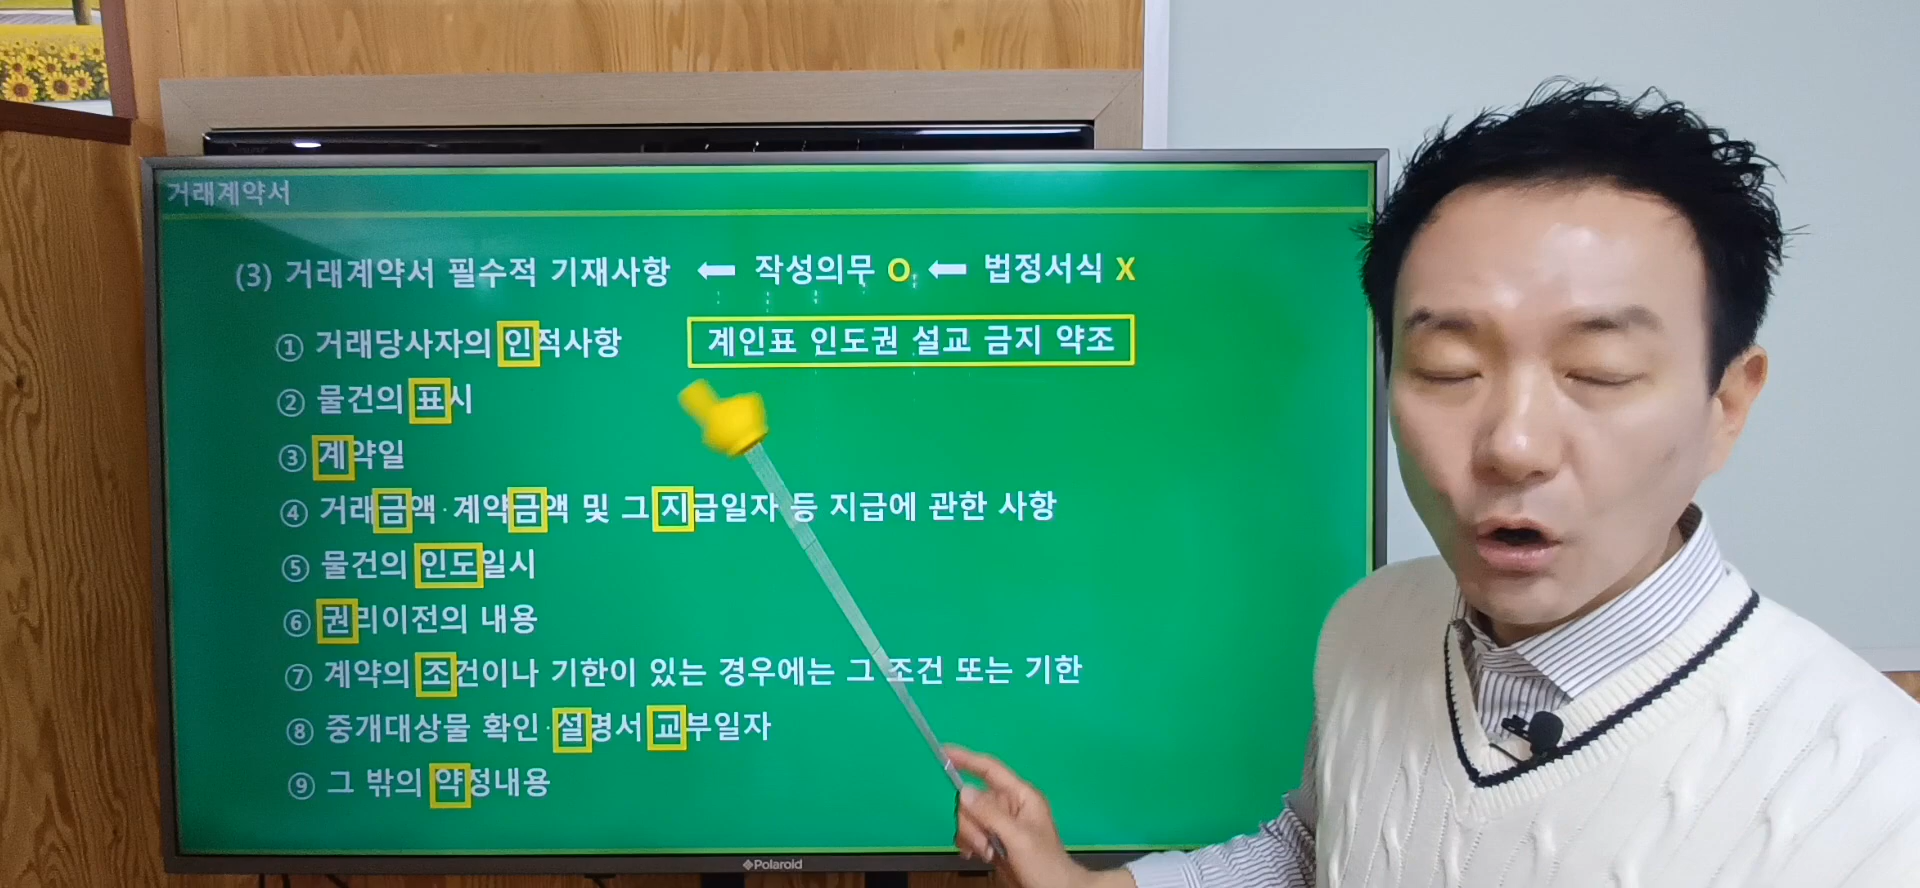 거래계약서
(3) 거래계약서 필수적 기재사항 ← 작성의무 O ← 법정서식 X
① 거래당사자의 인적사항
계인표 인도권 설교 금지 약조
② 물건의 표시
③ 계약일
④ 거래금액·계약금액 및 그 지급일자 등 지급에 관한 사항
⑤ 물건의 인도일시
⑥ 권리이전의 내용
⑦ 계약의 조건이나 기한이 있는 경우에는 그 조건 또는 기한
⑧ 중개대상물 확인·설명서 교부일자
⑨ 그 밖의 약정내용
Polaroid